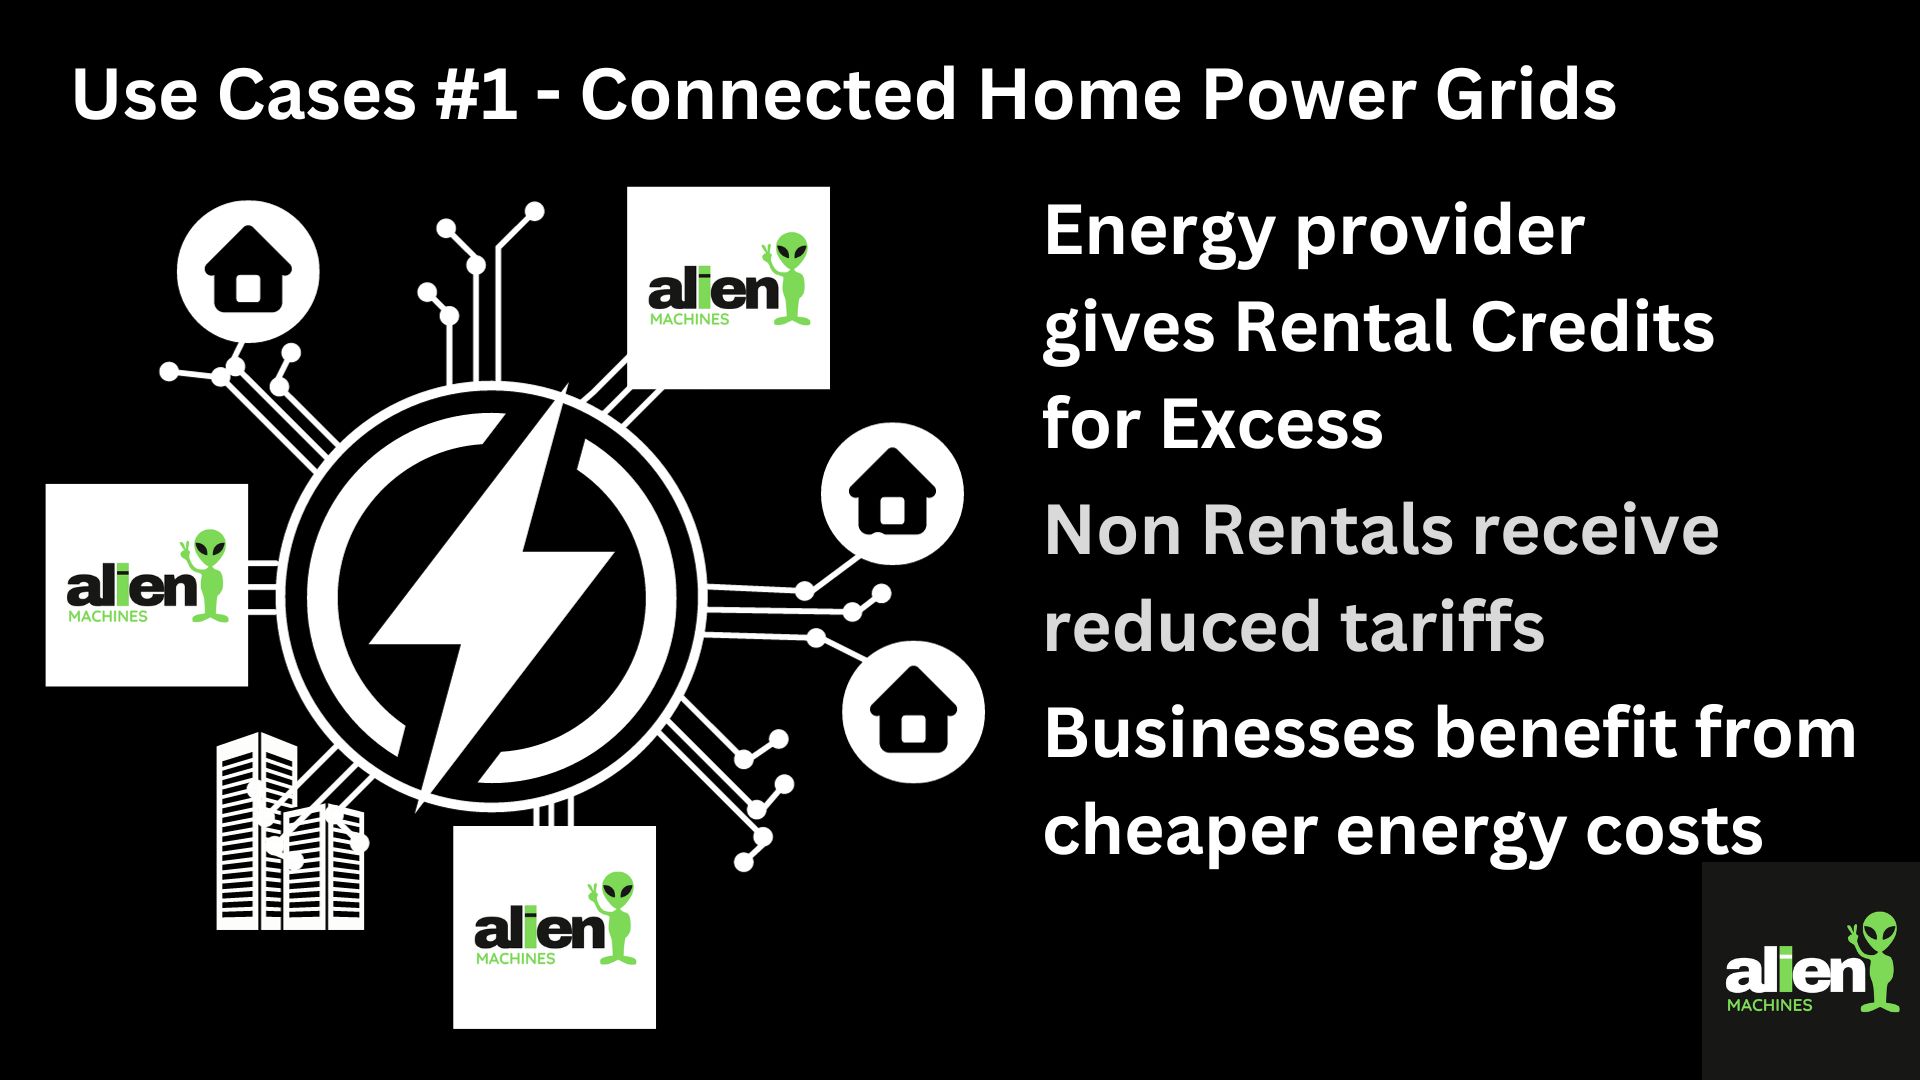 Use Cases #1 - Connected Home Power Grids
alien
MACHINES
Energy provider
gives Rental Credits
for Excess
Non Rentals receive
reduced tariffs
Businesses benefit from
cheaper energy costs
alien
MACHINES
alien
MACHINES
alien
MACHINES